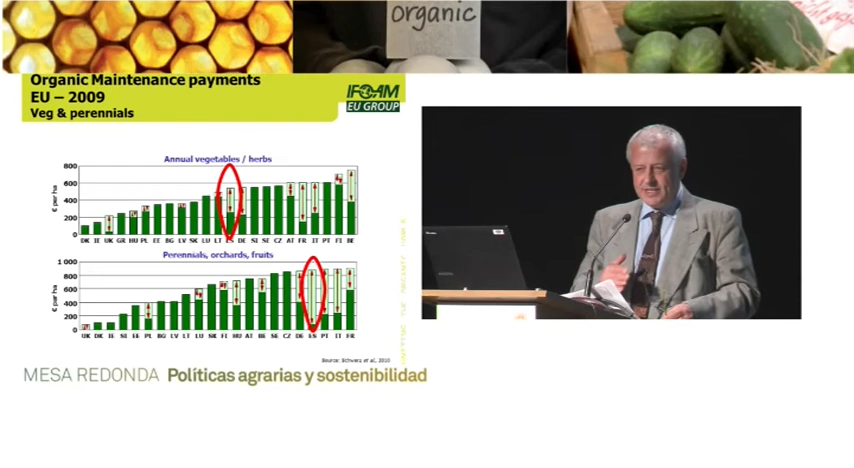 organic
Organic Maintenance payments
EU – 2009
Veg & perennials
IFOAM
EU GROUP
Annual vegetables / herbs
€ per ha
800
600
400
200
0
DK IE UK GR HU PL EE BG LV SK LU LT ES DE SI SE CZ AT FR IT PT FI BE
Perennials, orchards, fruits
€ per ha
1 000
800
600
400
200
0
UK DK IE SI EE PL BG LV LT LU SK FI HU AT BE SE CZ DE ES PT IT FR
Source: Schwarz et al, 2010
MESA REDONDA Políticas agrarias y sostenibilidad